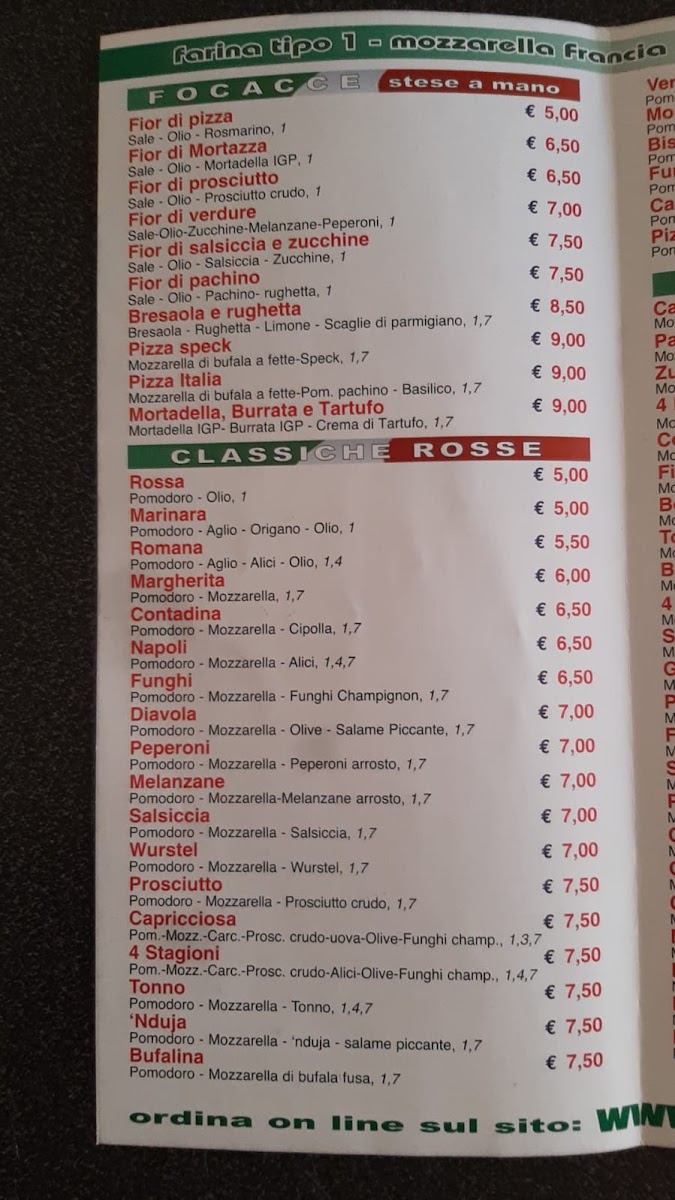 farina tipo 1 - mozzarella Francia
FOCACCE stese a mano
Fior di pizza € 5,00
Sale - Olio - Rosmarino, 1
Fior di Mortazza € 6,50
Sale - Olio - Mortadella IGP, 1
Fior di prosciutto € 6,50
Sale - Olio - Prosciutto crudo, 1
Fior di verdure € 7,00
Sale-Olio-Zucchine-Melanzane-Peperoni, 1
Fior di salsiccia e zucchine € 7,50
Sale - Olio - Salsiccia - Zucchine, 1
Fior di pachino € 7,50
Sale - Olio - Pachino- rughetta, 1
Bresaola e rughetta € 8,50
Bresaola - Rughetta - Limone - Scaglie di parmigiano, 1,7
Pizza speck € 9,00
Mozzarella di bufala a fette-Speck, 1,7
Pizza Italia € 9,00
Mozzarella di bufala a fette-Pom. pachino - Basilico, 1,7
Mortadella, Burrata e Tartufo € 9,00
Mortadella IGP- Burrata IGP - Crema di Tartufo, 1,7
CLASSICHE ROSSE
Rossa € 5,00
Pomodoro - Olio, 1
Marinara € 5,00
Pomodoro - Aglio - Origano - Olio, 1
Romana € 5,50
Pomodoro - Aglio - Alici - Olio, 1,4
Margherita € 6,00
Pomodoro - Mozzarella, 1,7
Contadina € 6,50
Pomodoro - Mozzarella - Cipolla, 1,7
Napoli € 6,50
Pomodoro - Mozzarella - Alici, 1,4,7
Funghi € 6,50
Pomodoro - Mozzarella - Funghi Champignon, 1,7
Diavola € 7,00
Pomodoro - Mozzarella - Olive - Salame Piccante, 1,7
Peperoni € 7,00
Pomodoro - Mozzarella - Peperoni arrosto, 1,7
Melanzane € 7,00
Pomodoro - Mozzarella-Melanzane arrosto, 1,7
Salsiccia € 7,00
Pomodoro - Mozzarella - Salsiccia, 1,7
Wurstel € 7,00
Pomodoro - Mozzarella - Wurstel, 1,7
Prosciutto € 7,50
Pomodoro - Mozzarella - Prosciutto crudo, 1,7
Capricciosa € 7,50
Pom.-Mozz.-Carc.-Prosc. crudo-uova-Olive-Funghi champ., 1,3,7
4 Stagioni € 7,50
Pom.-Mozz.-Carc.-Prosc. crudo-Alici-Olive-Funghi champ., 1,4,7
Tonno € 7,50
Pomodoro - Mozzarella - Tonno, 1,4,7
‘Nduja € 7,50
Pomodoro - Mozzarella - ‘nduja - salame piccante, 1,7
Bufalina € 7,50
Pomodoro - Mozzarella di bufala fusa, 1,7
ordina on line sul sito: